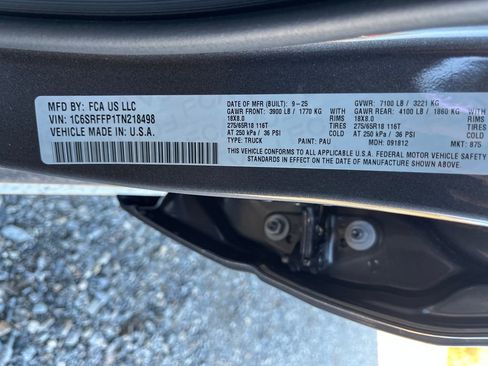 MFD BY: FCA US LLC
VIN: 1C6SRFFP1TN218498
VEHICLE MADE IN U.S.A.
DATE OF MFD (BUILT): 9-25 GVWR: 7100 LB / 3221 KG
GAWR FRONT: 3900 LB / 1770 KG GAWR REAR: 4100 LB / 1860 KG
18X8.0 RIMS 18X8.0 RIMS
275/65R18 116T TIRES 275/65R18 116T TIRES
AT 250 kPa / 36 PSI COLD AT 250 kPa / 36 PSI COLD
TYPE: TRUCK PAINT: PAU MDH: 091812 MKT: 875
THIS VEHICLE CONFORMS TO ALL APPLICABLE U.S.A. FEDERAL MOTOR VEHICLE SAFETY
STANDARDS IN EFFECT ON THE DATE OF MANUFACTURE SHOWN ABOVE.